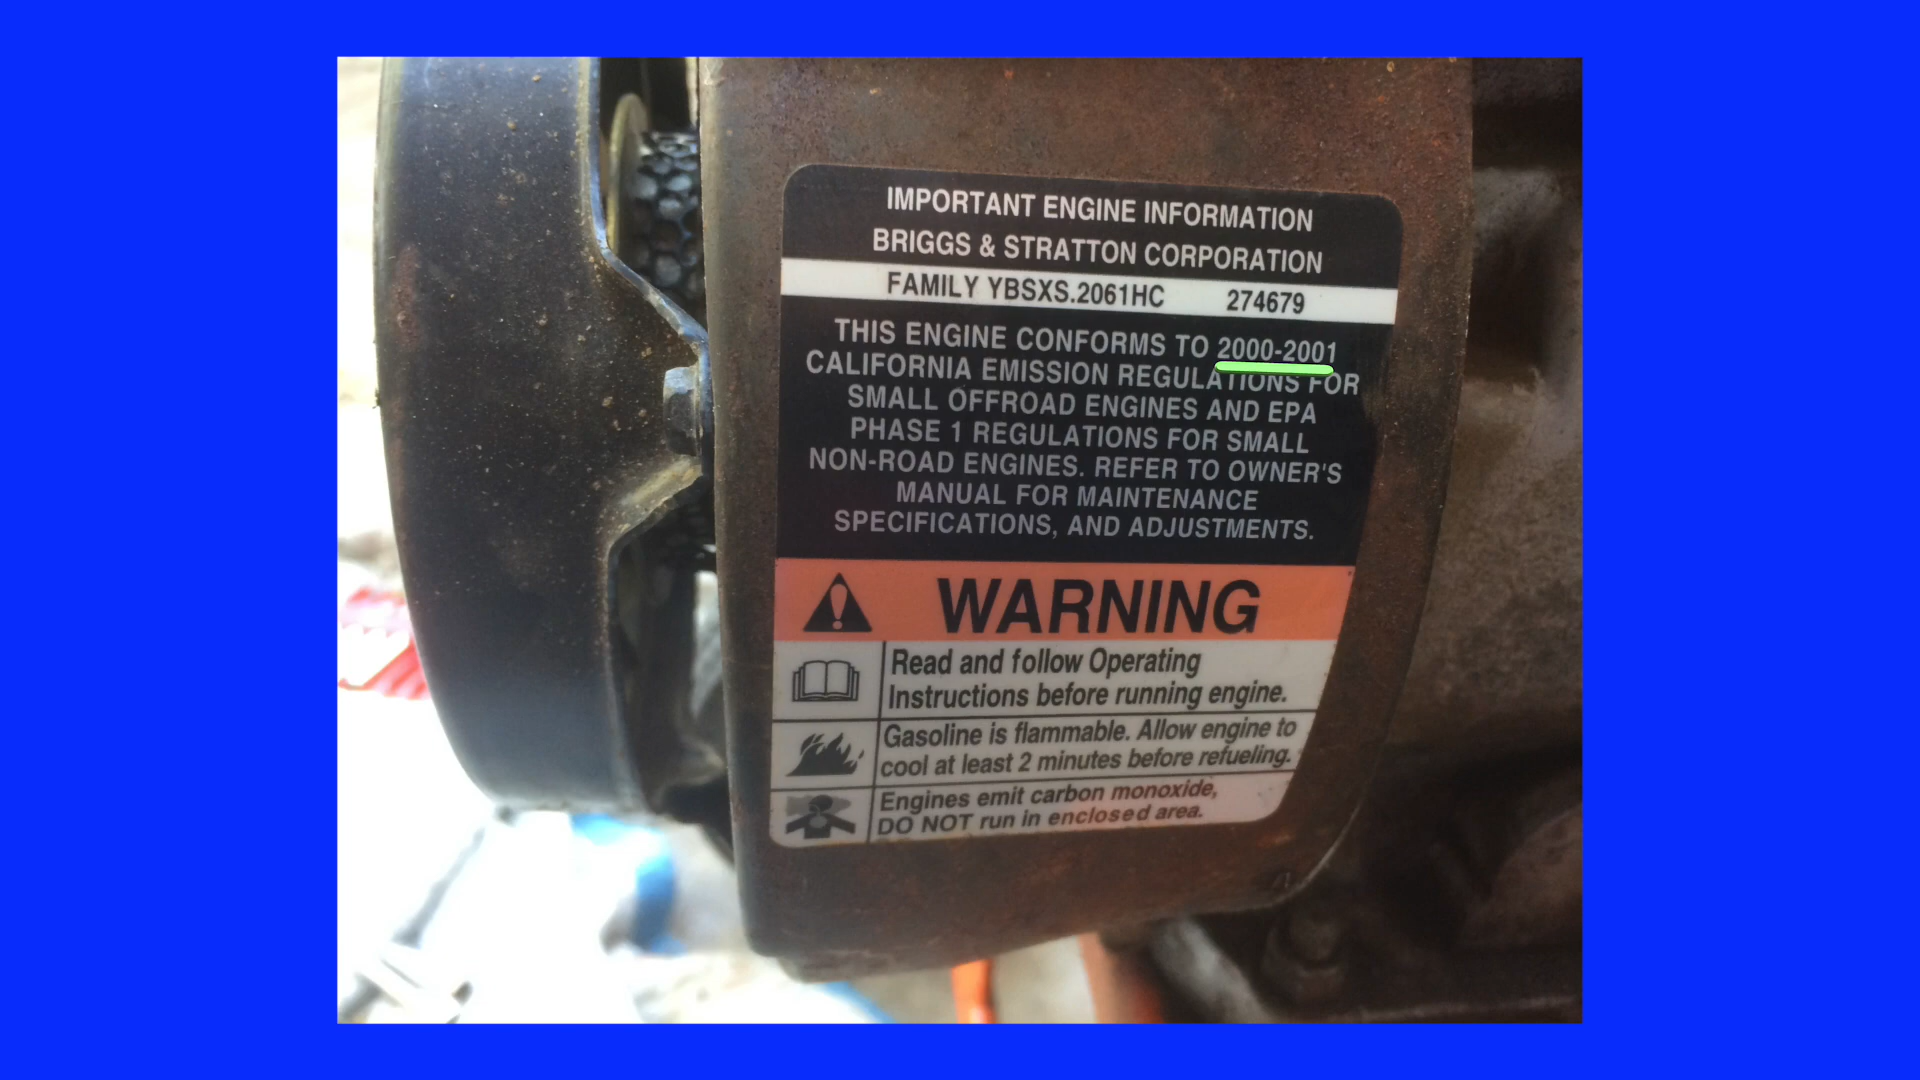 IMPORTANT ENGINE INFORMATION
BRIGGS & STRATTON CORPORATION
FAMILY YBSXS.2061HC 274679
THIS ENGINE CONFORMS TO 2000-2001
CALIFORNIA EMISSION REGULATIONS FOR
SMALL OFFROAD ENGINES AND EPA
PHASE 1 REGULATIONS FOR SMALL
NON-ROAD ENGINES. REFER TO OWNER'S
MANUAL FOR MAINTENANCE
SPECIFICATIONS, AND ADJUSTMENTS.
WARNING
Read and follow Operating
Instructions before running engine.
Gasoline is flammable. Allow engine to
cool at least 2 minutes before refueling.
Engines emit carbon monoxide,
DO NOT run in enclosed area.